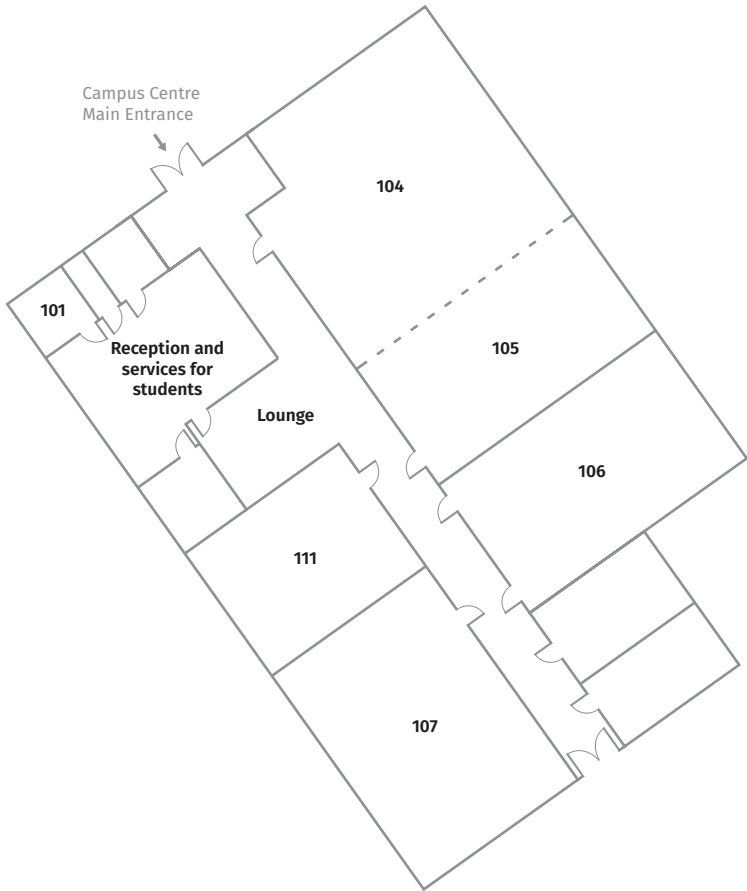 Campus Centre
Main Entrance
104
101
Reception and
services for
students
105
Lounge
106
111
107